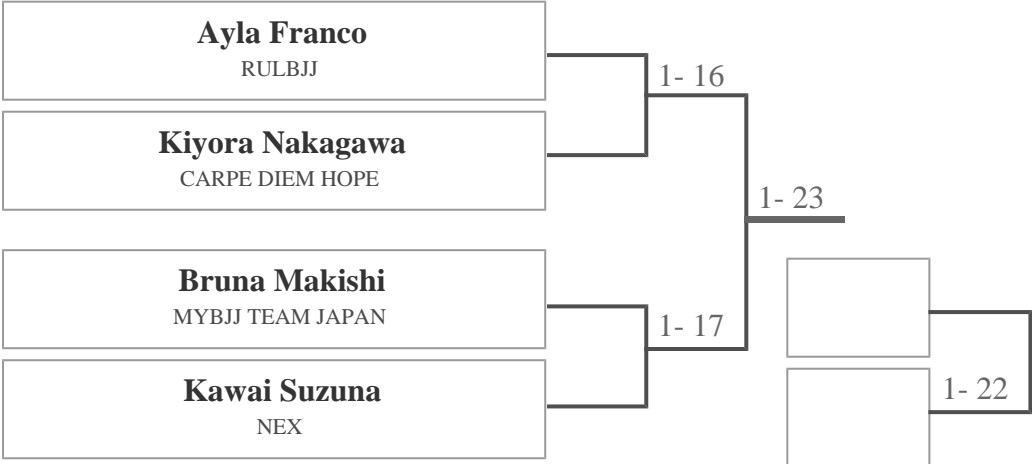 Ayla Franco
RULBJJ
1- 16
Kiyora Nakagawa
CARPE DIEM HOPE
1- 23
Bruna Makishi
MYBJJ TEAM JAPAN
1- 17
Kawai Suzuna
NEX
1- 22